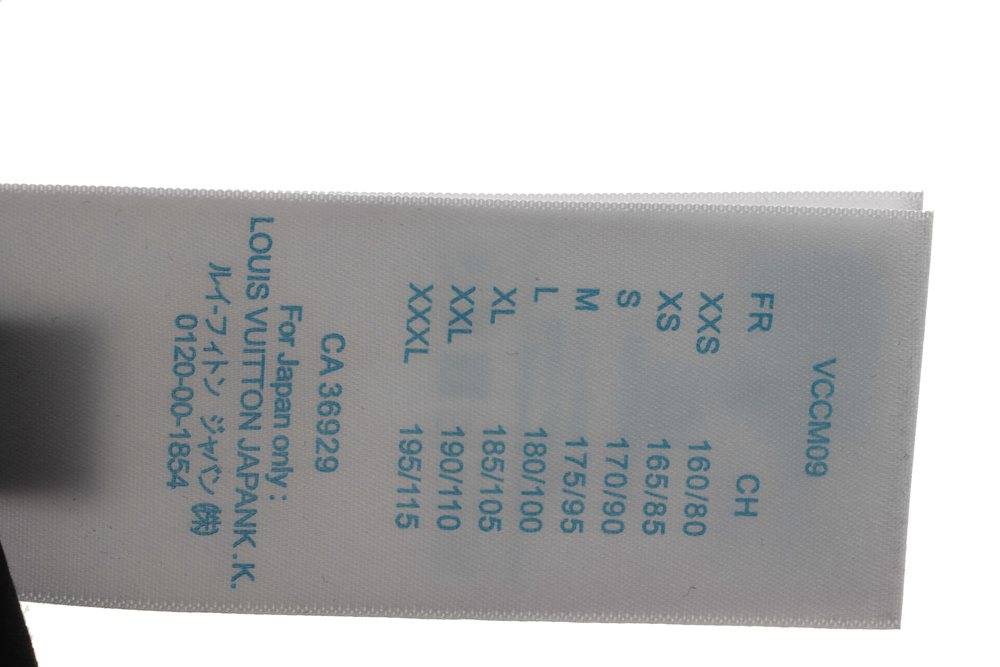 VCCM09
FR CH
XXS 160/80
XS 165/85
S 170/90
M 175/95
L 180/100
XL 185/105
XXL 190/110
XXXL 195/115
CA 36929
For Japan only :
LOUIS VUITTON JAPAN K .K.
ルイ・フィトン ジャパン ㈱
0120-00-1854